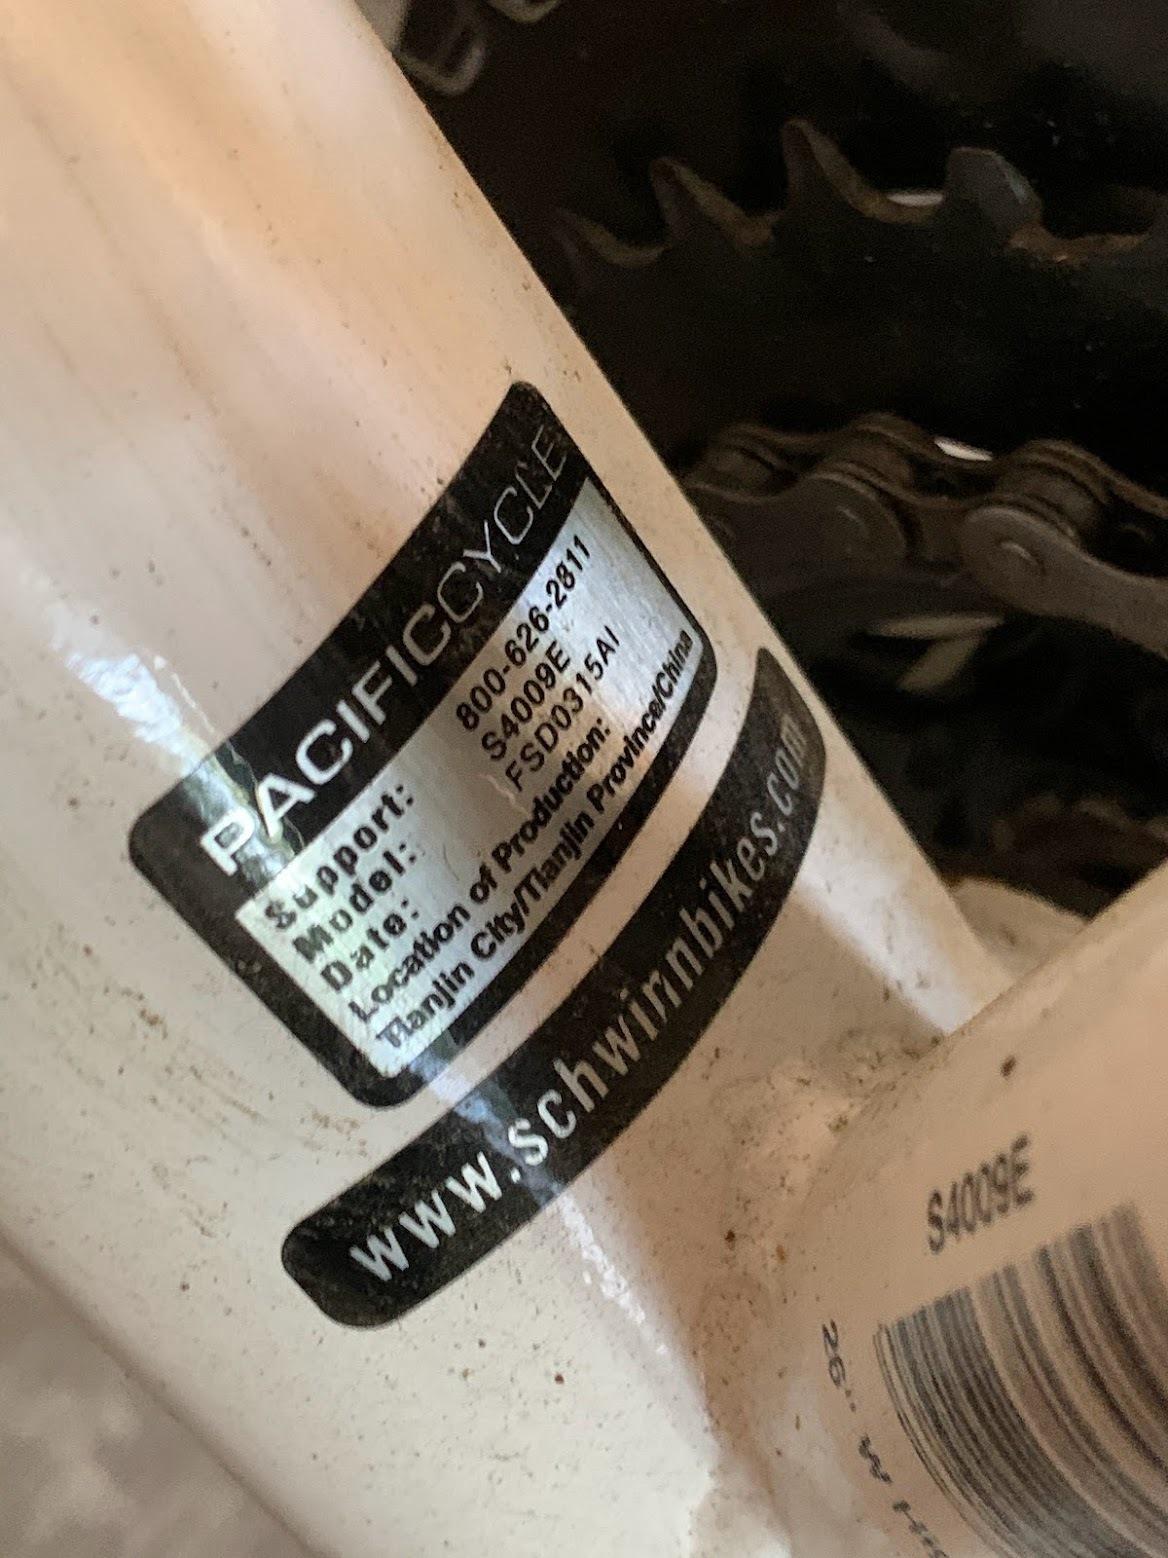 PACIFICCYCLE
Support: 800-626-2811
Model: S4009E
Date: FSD0315AI
Location of Production:
Tianjin City/Tianjin Province/China
www.schwinnbikes.com
S4009E
26" W